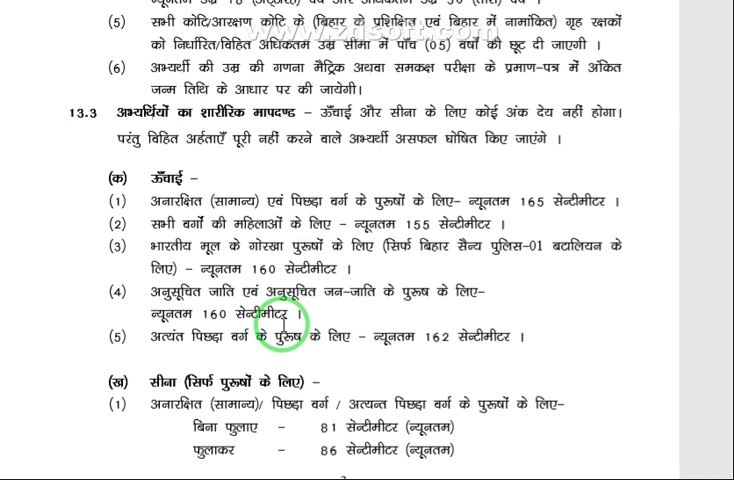 (5) सभी कोटि/आरक्षण कोटि के (बिहार के प्रशिक्षित एवं बिहार में नामांकित) गृह रक्षकों
को निर्धारित/विहित अधिकतम उम्र सीमा में पाँच (05) वर्षों की छूट दी जाएगी ।
(6) अभ्यर्थी की उम्र की गणना मैट्रिक अथवा समकक्ष परीक्षा के प्रमाण-पत्र में अंकित
जन्म तिथि के आधार पर की जायेगी।
13.3 अभ्यर्थियों का शारीरिक मापदण्ड – ऊँचाई और सीना के लिए कोई अंक देय नहीं होगा।
परंतु विहित अर्हताएँ पूरी नहीं करने वाले अभ्यर्थी असफल घोषित किए जाएंगे ।
(क) ऊँचाई –
(1) अनारक्षित (सामान्य) एवं पिछड़ा वर्ग के पुरूषों के लिए- न्यूनतम 165 सेन्टीमीटर ।
(2) सभी वर्गों की महिलाओं के लिए – न्यूनतम 155 सेन्टीमीटर ।
(3) भारतीय मूल के गोरखा पुरूषों के लिए (सिर्फ बिहार सैन्य पुलिस-01 बटालियन के
लिए) – न्यूनतम 160 सेन्टीमीटर ।
(4) अनुसूचित जाति एवं अनुसूचित जन-जाति के पुरूष के लिए-
न्यूनतम 160 सेन्टीमीटर ।
(5) अत्यंत पिछड़ा वर्ग के पुरूष के लिए – न्यूनतम 162 सेन्टीमीटर ।
(ख) सीना (सिर्फ पुरूषों के लिए) –
(1) अनारक्षित (सामान्य)/ पिछड़ा वर्ग / अत्यन्त पिछड़ा वर्ग के पुरूषों के लिए-
बिना फुलाए - 81 सेन्टीमीटर (न्यूनतम)
फुलाकर - 86 सेन्टीमीटर (न्यूनतम)